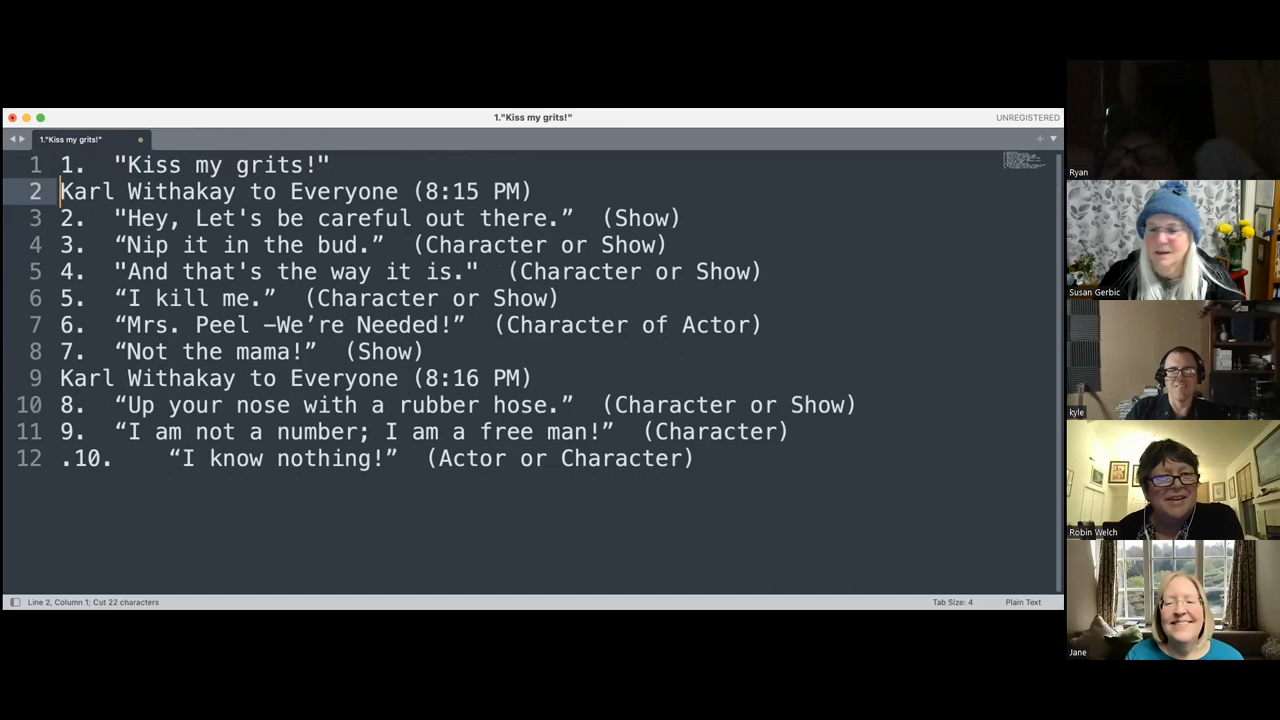 1."Kiss my grits!"
UNREGISTERED
1."Kiss my grits!"
1 1.  "Kiss my grits!"
2 Karl Withakay to Everyone (8:15 PM)
3 2.  "Hey, Let's be careful out there.”  (Show)
4 3.  “Nip it in the bud.”  (Character or Show)
5 4.  "And that's the way it is."  (Character or Show)
6 5.  “I kill me.”  (Character or Show)
7 6.  “Mrs. Peel –We’re Needed!”  (Character of Actor)
8 7.  “Not the mama!”  (Show)
9 Karl Withakay to Everyone (8:16 PM)
10 8.  “Up your nose with a rubber hose.”  (Character or Show)
11 9.  “I am not a number; I am a free man!”  (Character)
12 .10.    “I know nothing!”  (Actor or Character)
Line 2, Column 1, Cut 22 characters
Tab Size: 4
Plain Text
Ryan
Susan Gerbic
kyle
Robin Welch
Jane